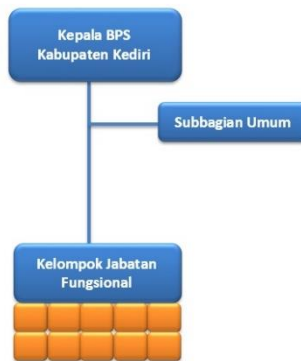 Kepala BPS
Kabupaten Kediri
Subbagian Umum
Kelompok Jabatan
Fungsional